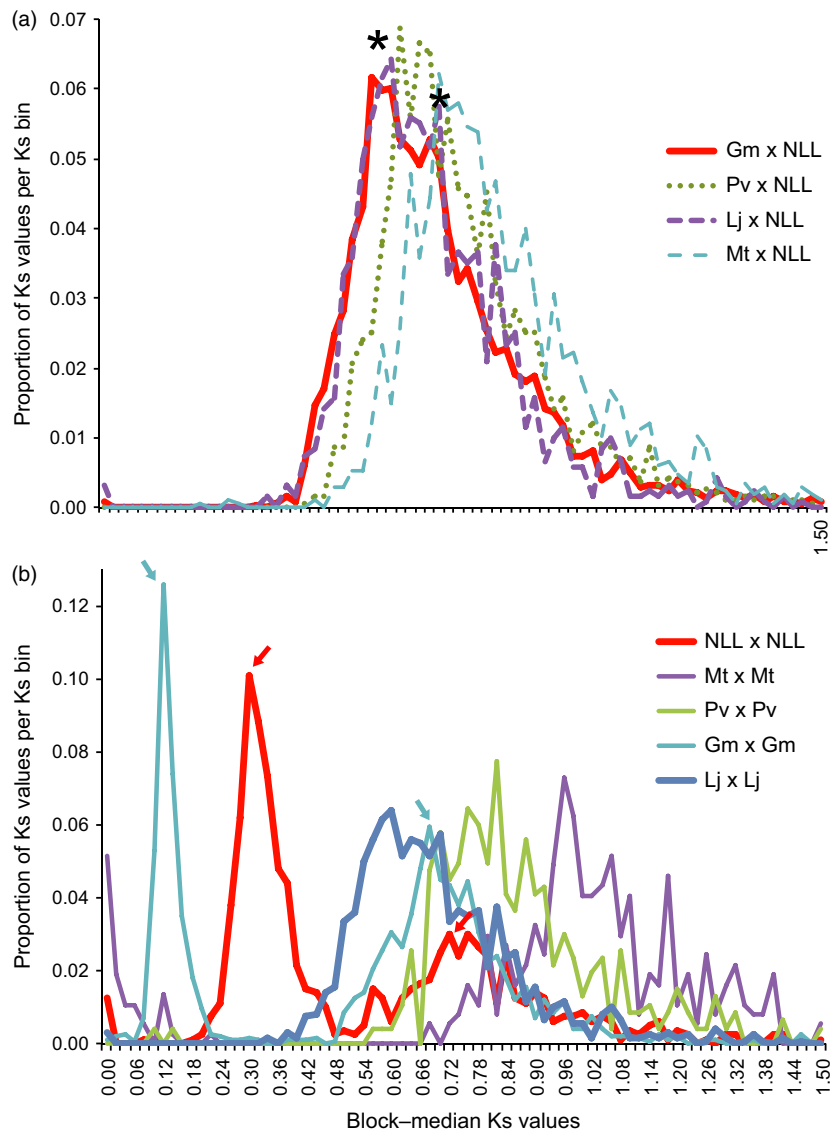 (a)
Proportion of Ks values per Ks bin
0.07
0.06
0.05
0.04
0.03
0.02
0.01
0.00
*
*
Gm x NLL
Pv x NLL
Lj x NLL
Mt x NLL
1.50
(b)
Proportion of Ks values per Ks bin
0.12
0.10
0.08
0.06
0.04
0.02
0.00
NLL x NLL
Mt x Mt
Pv x Pv
Gm x Gm
Lj x Lj
0.00 0.06 0.12 0.18 0.24 0.30 0.36 0.42 0.48 0.54 0.60 0.66 0.72 0.78 0.84 0.90 0.96 1.02 1.08 1.14 1.20 1.26 1.32 1.38 1.44 1.50
Block–median Ks values